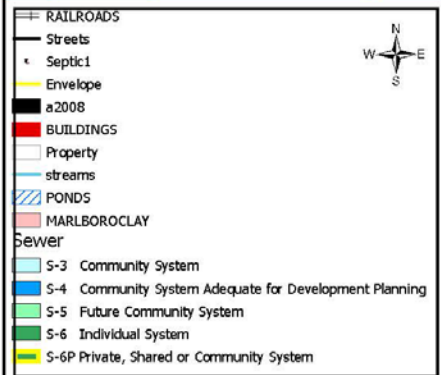 RAILROADS
Streets
Septic1
Envelope
a2008
BUILDINGS
Property
streams
PONDS
MARLBOROCLAY
Sewer
S-3 Community System
S-4 Community System Adequate for Development Planning
S-5 Future Community System
S-6 Individual System
S-6P Private, Shared or Community System
N
W E
S